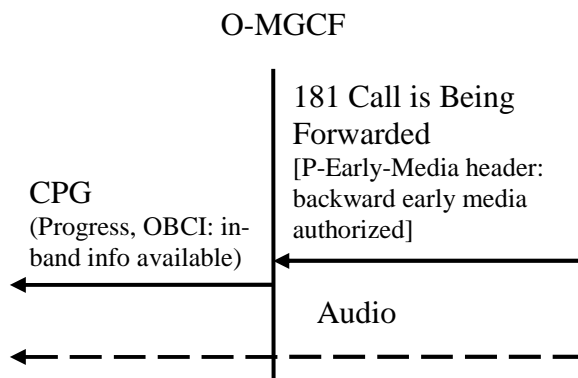 O-MGCF
181 Call is Being
Forwarded
[P-Early-Media header:
backward early media
authorized]
CPG
(Progress, OBCI: in-
band info available)
Audio